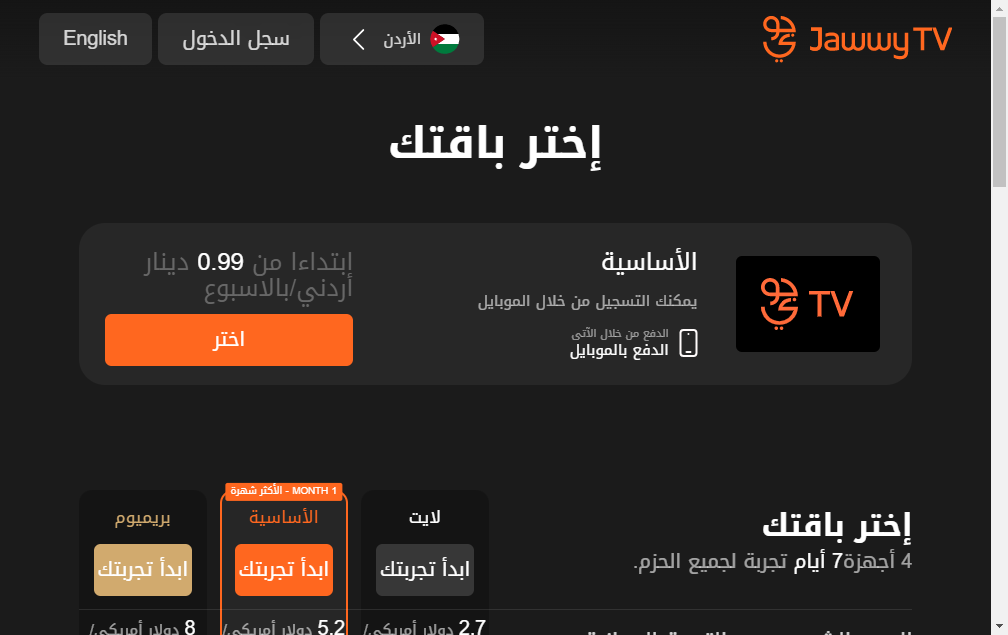 Jawwy TV
الأردن
سجل الدخول
English
إختر باقتك
TV
الأساسية
يمكنك التسجيل من خلال الموبايل
الدفع من خلال الآتى
الدفع بالموبايل
إبتداءا من 0.99 دينار
أردني/بالاسبوع
اختر
إختر باقتك
4 أجهزة7 أيام تجربة لجميع الحزم.
لايت
ابدأ تجربتك
2.7 دولار أمريكي/
1 MONTH - الأكثر شهرة
الأساسية
ابدأ تجربتك
5.2 دولار أمريكي/
بريميوم
ابدأ تجربتك
8 دولار أمريكي/